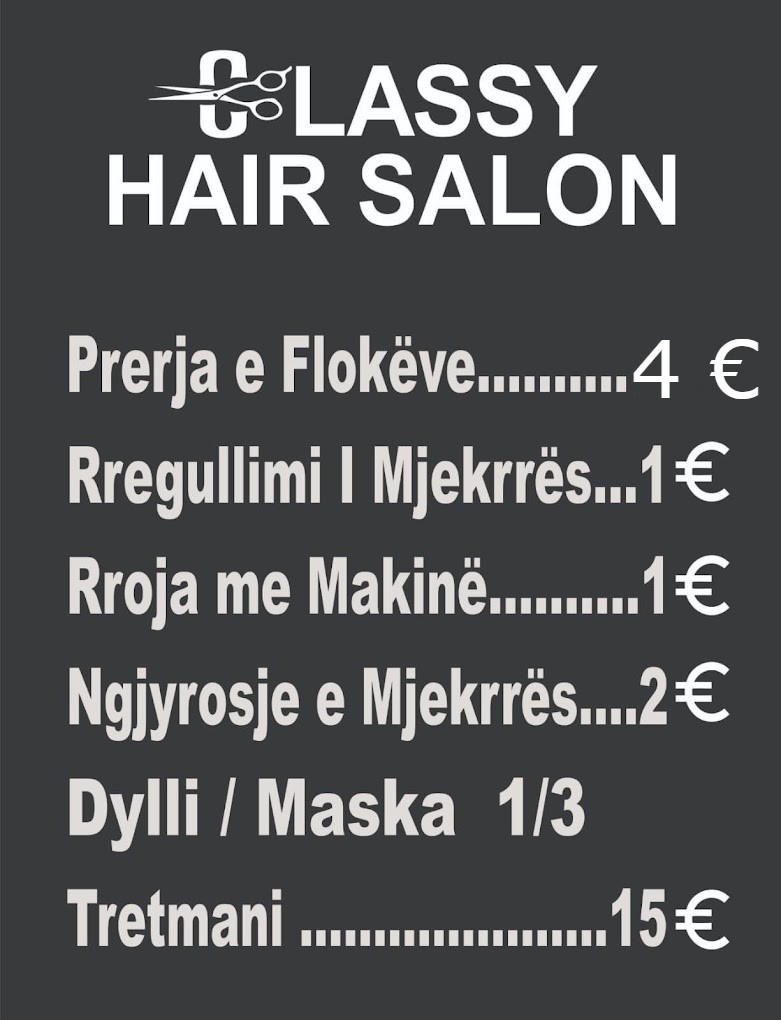 CLASSY
HAIR SALON
Prerja e Flokëve..........4 €
Rregullimi I Mjekrrës...1€
Rroja me Makinë..........1€
Ngjyrosje e Mjekrrës....2€
Dylli / Maska 1/3
Tretmani .....................15€